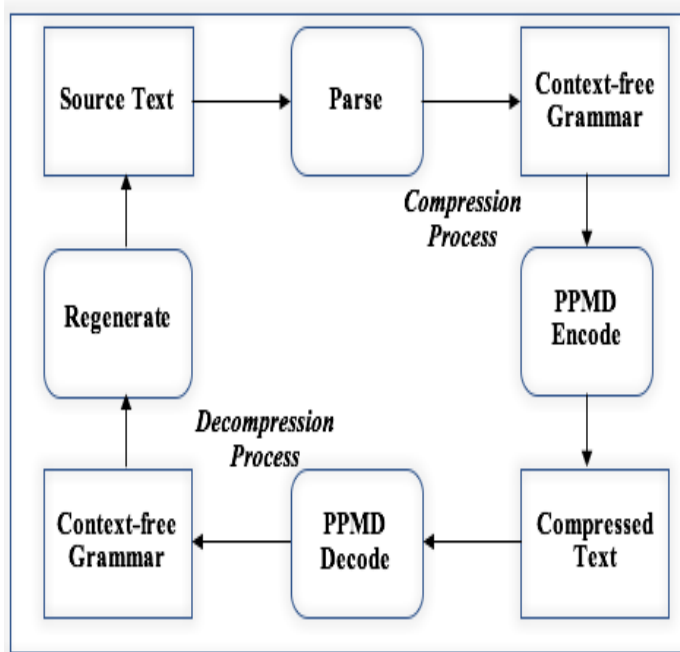 Source Text
Parse
Context-free
Grammar
Compression
Process
Regenerate
PPMD
Encode
Decompression
Process
Context-free
Grammar
PPMD
Decode
Compressed
Text